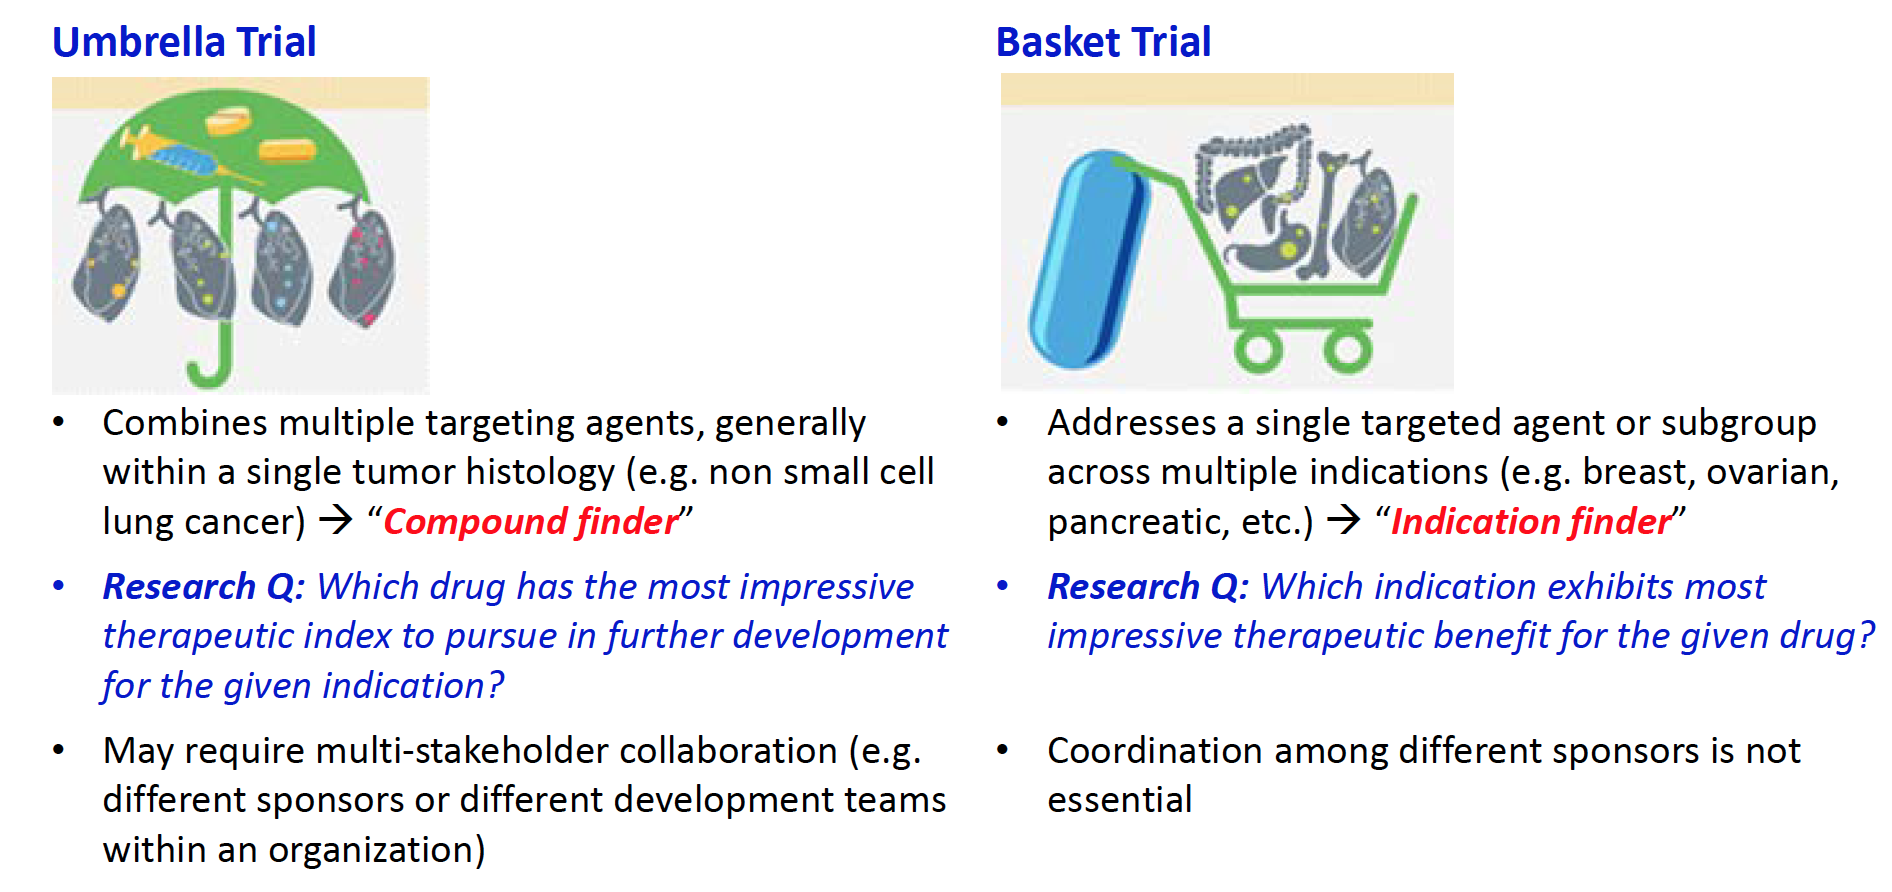 Umbrella Trial
• Combines multiple targeting agents, generally
within a single tumor histology (e.g. non small cell
lung cancer) → “Compound finder”
• Research Q: Which drug has the most impressive
therapeutic index to pursue in further development
for the given indication?
• May require multi-stakeholder collaboration (e.g.
different sponsors or different development teams
within an organization)
Basket Trial
• Addresses a single targeted agent or subgroup
across multiple indications (e.g. breast, ovarian,
pancreatic, etc.) → “Indication finder”
• Research Q: Which indication exhibits most
impressive therapeutic benefit for the given drug?
• Coordination among different sponsors is not
essential